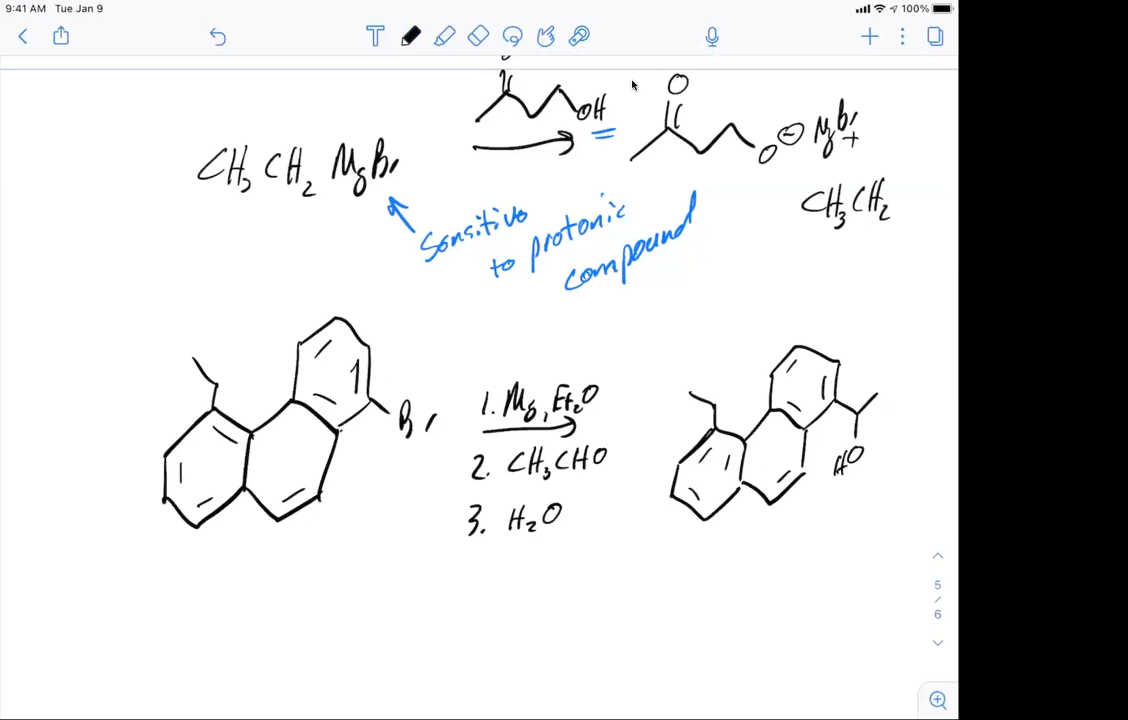 9:41 AM Tue Jan 9
100%
OH
O
O⊖ MgBr
+
CH3CH2MgBr
CH3CH2
Sensitive
to protonic
compound
Br
1. Mg, Et2O
2. CH3CHO
3. H2O
HO
5
/
6